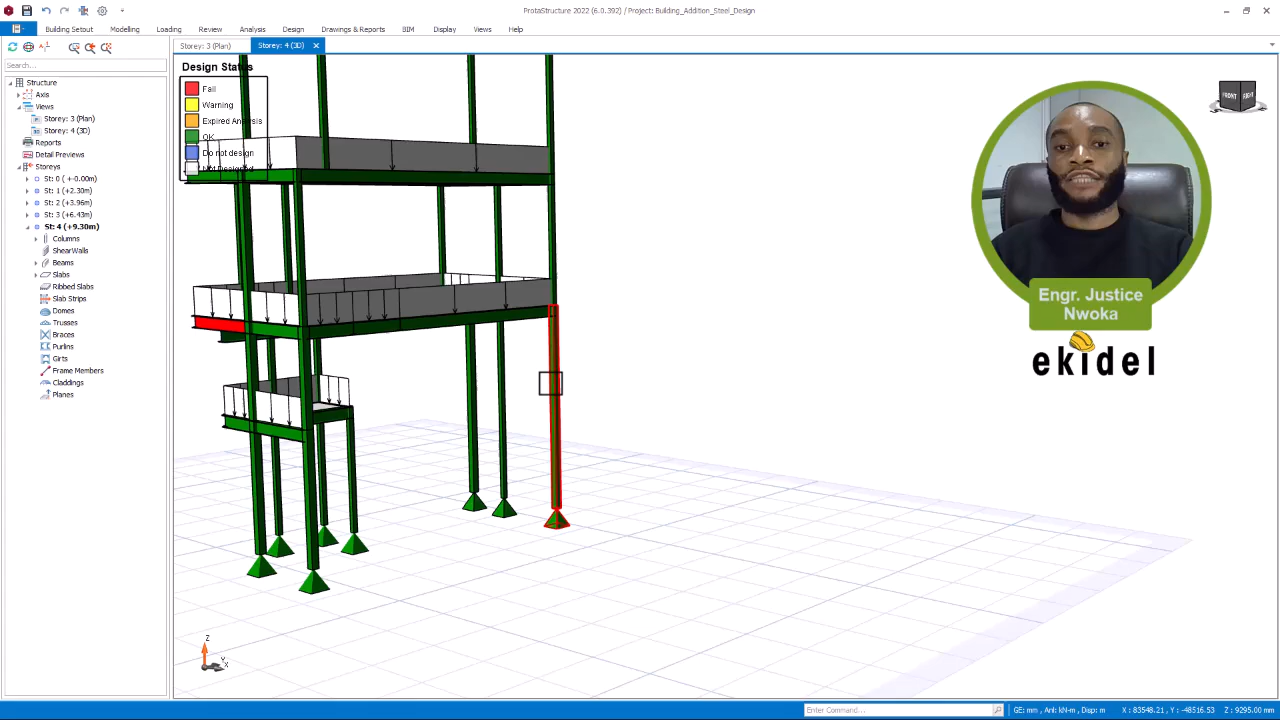 ProtaStructure 2022 (6.0.392) / Project: Building_Addition_Steel_Design
Building Setout Modelling Loading Review Analysis Design Drawings & Reports BIM Display Views Help
Storey: 3 (Plan) Storey: 4 (3D)
Search...
Structure
Axis
Views
Storey: 3 (Plan)
Storey: 4 (3D)
Reports
Detail Previews
Storeys
St: 0 ( +-0.00m)
St: 1 (+2.30m)
St: 2 (+3.96m)
St: 3 (+6.43m)
St: 4 (+9.30m)
Columns
ShearWalls
Beams
Slabs
Ribbed Slabs
Slab Strips
Domes
Trusses
Braces
Purlins
Girts
Frame Members
Claddings
Planes
Design Status
Fail
Warning
Expired Analysis
OK
Do not design
Not Designed
FRONT RIGHT
Engr. Justice
Nwoka
ekidel
Z
Y
X
Enter Command... GE: mm , Anl: kN-m , Disp: m X : 83548.21 , Y : -48516.53 Z : 9295.00 mm